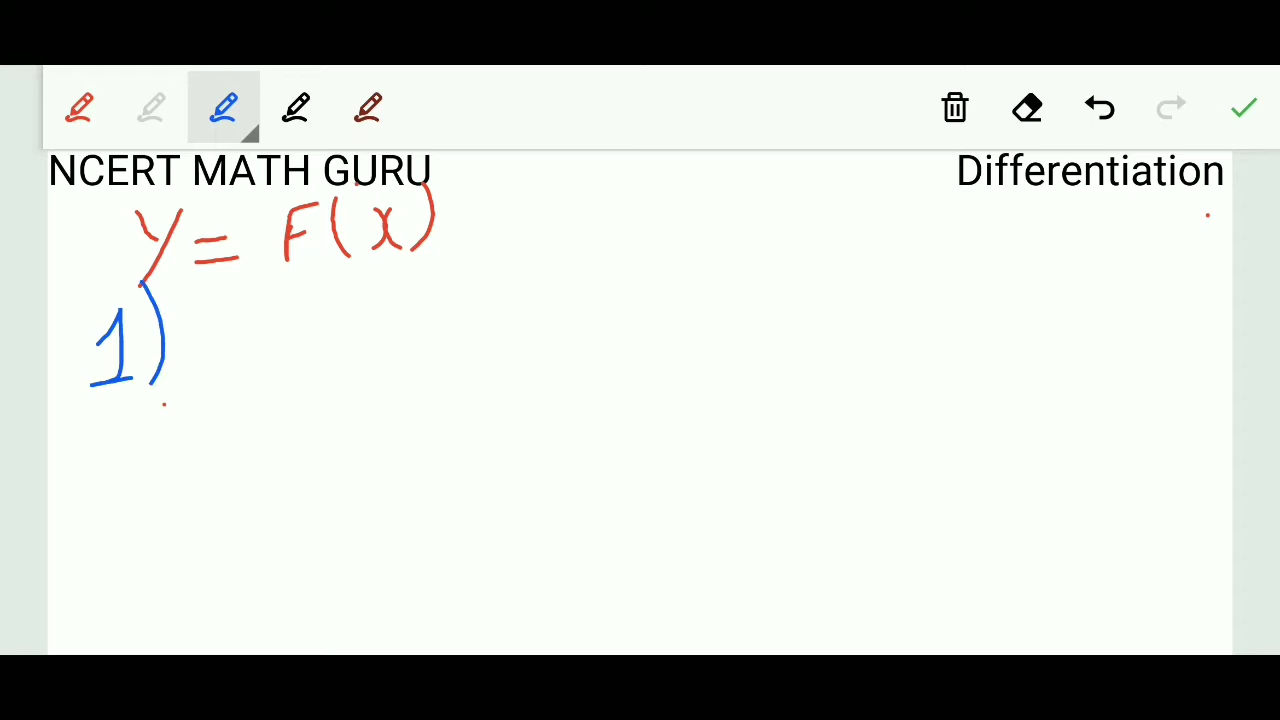 NCERT MATH GURU Differentiation
y = F(x)
1)